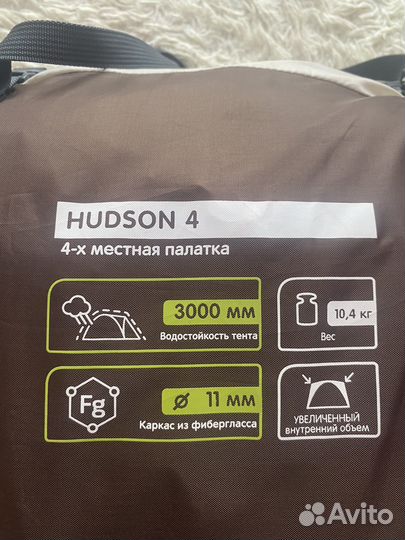 HUDSON 4
4-х местная палатка
3000 мм
Водостойкость тента
10,4 кг
Вес
Fg
⌀ 11 мм
Каркас из фибергласса
УВЕЛИЧЕННЫЙ
внутренний объем
Avito